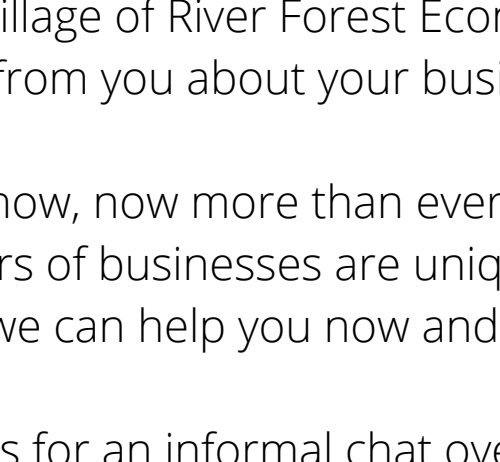 illage of River Forest Econ
from you about your busi
now, now more than ever
rs of businesses are uniq
we can help you now and
s for an informal chat ove